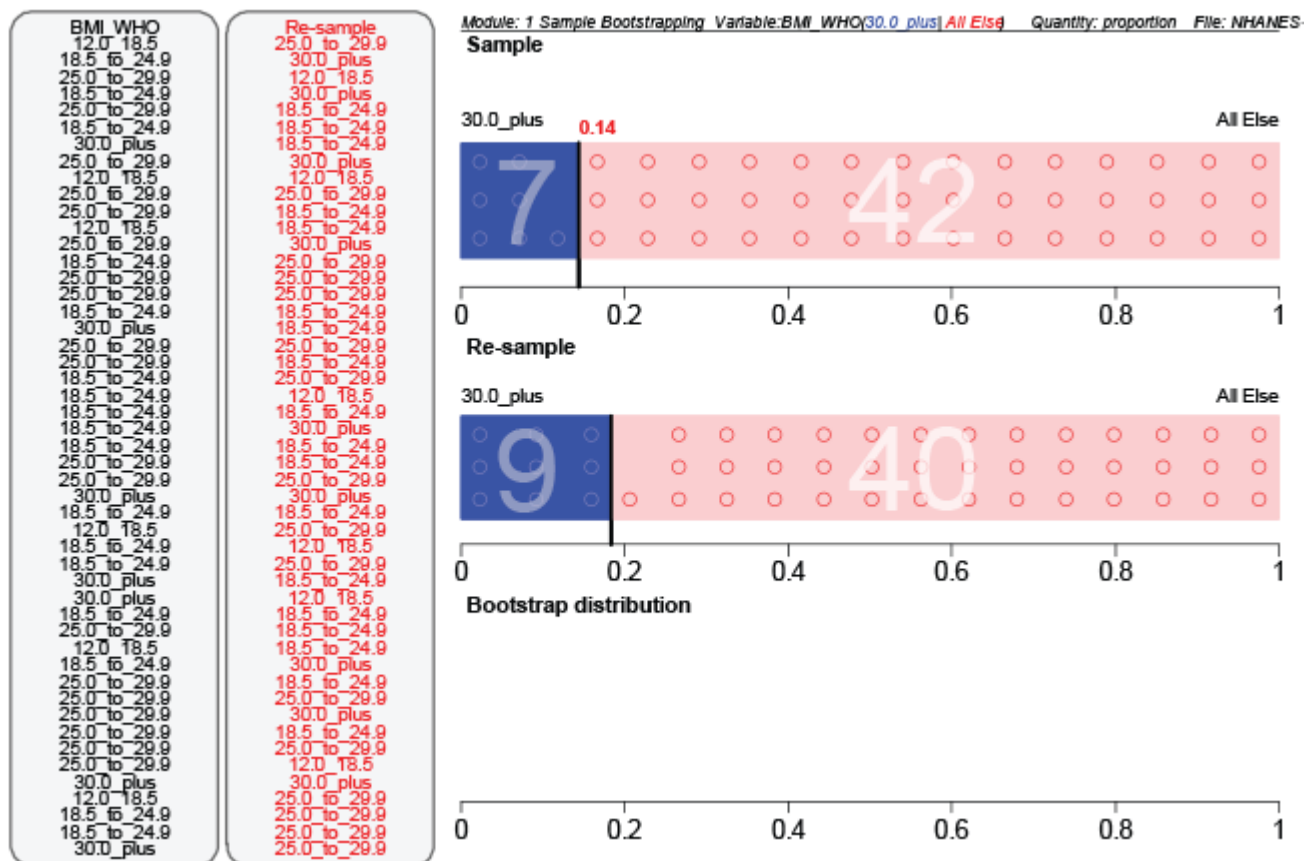 BMI_WHO
12.0_18.5
18.5_to_24.9
25.0_to_29.9
18.5_to_24.9
25.0_to_29.9
18.5_to_24.9
30.0_plus
25.0_to_29.9
12.0_18.5
25.0_to_29.9
25.0_to_29.9
12.0_18.5
25.0_to_29.9
18.5_to_24.9
25.0_to_29.9
25.0_to_29.9
18.5_to_24.9
30.0_plus
25.0_to_29.9
25.0_to_29.9
25.0_to_29.9
18.5_to_24.9
18.5_to_24.9
18.5_to_24.9
18.5_to_24.9
25.0_to_29.9
25.0_to_29.9
30.0_plus
18.5_to_24.9
12.0_18.5
18.5_to_24.9
18.5_to_24.9
30.0_plus
30.0_plus
18.5_to_24.9
25.0_to_29.9
12.0_18.5
18.5_to_24.9
25.0_to_29.9
25.0_to_29.9
25.0_to_29.9
25.0_to_29.9
25.0_to_29.9
25.0_to_29.9
30.0_plus
12.0_18.5
18.5_to_24.9
18.5_to_24.9
30.0_plus
Re-sample
25.0_to_29.9
30.0_plus
12.0_18.5
30.0_plus
18.5_to_24.9
18.5_to_24.9
18.5_to_24.9
30.0_plus
12.0_18.5
25.0_to_29.9
18.5_to_24.9
18.5_to_24.9
30.0_plus
25.0_to_29.9
25.0_to_29.9
25.0_to_29.9
18.5_to_24.9
18.5_to_24.9
25.0_to_29.9
18.5_to_24.9
25.0_to_29.9
12.0_18.5
18.5_to_24.9
30.0_plus
18.5_to_24.9
18.5_to_24.9
25.0_to_29.9
30.0_plus
18.5_to_24.9
25.0_to_29.9
12.0_18.5
25.0_to_29.9
18.5_to_24.9
12.0_18.5
18.5_to_24.9
18.5_to_24.9
18.5_to_24.9
30.0_plus
18.5_to_24.9
25.0_to_29.9
30.0_plus
18.5_to_24.9
25.0_to_29.9
12.0_18.5
30.0_plus
25.0_to_29.9
25.0_to_29.9
25.0_to_29.9
25.0_to_29.9
Module: 1 Sample Bootstrapping Variable:BMI_WHO(30.0_plus| All Else) Quantity: proportion File: NHANES-
Sample
30.0_plus 0.14 All Else
7 42
0 0.2 0.4 0.6 0.8 1
Re-sample
30.0_plus All Else
9 40
0 0.2 0.4 0.6 0.8 1
Bootstrap distribution
0 0.2 0.4 0.6 0.8 1